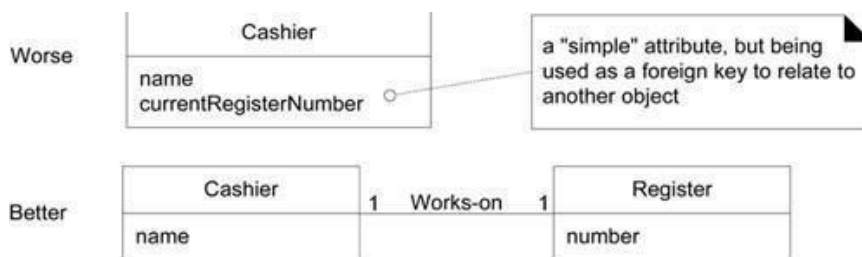 Cashier
Worse
name
currentRegisterNumber
a "simple" attribute, but being
used as a foreign key to relate to
another object
Better
Cashier
1 Works-on 1
Register
name
number